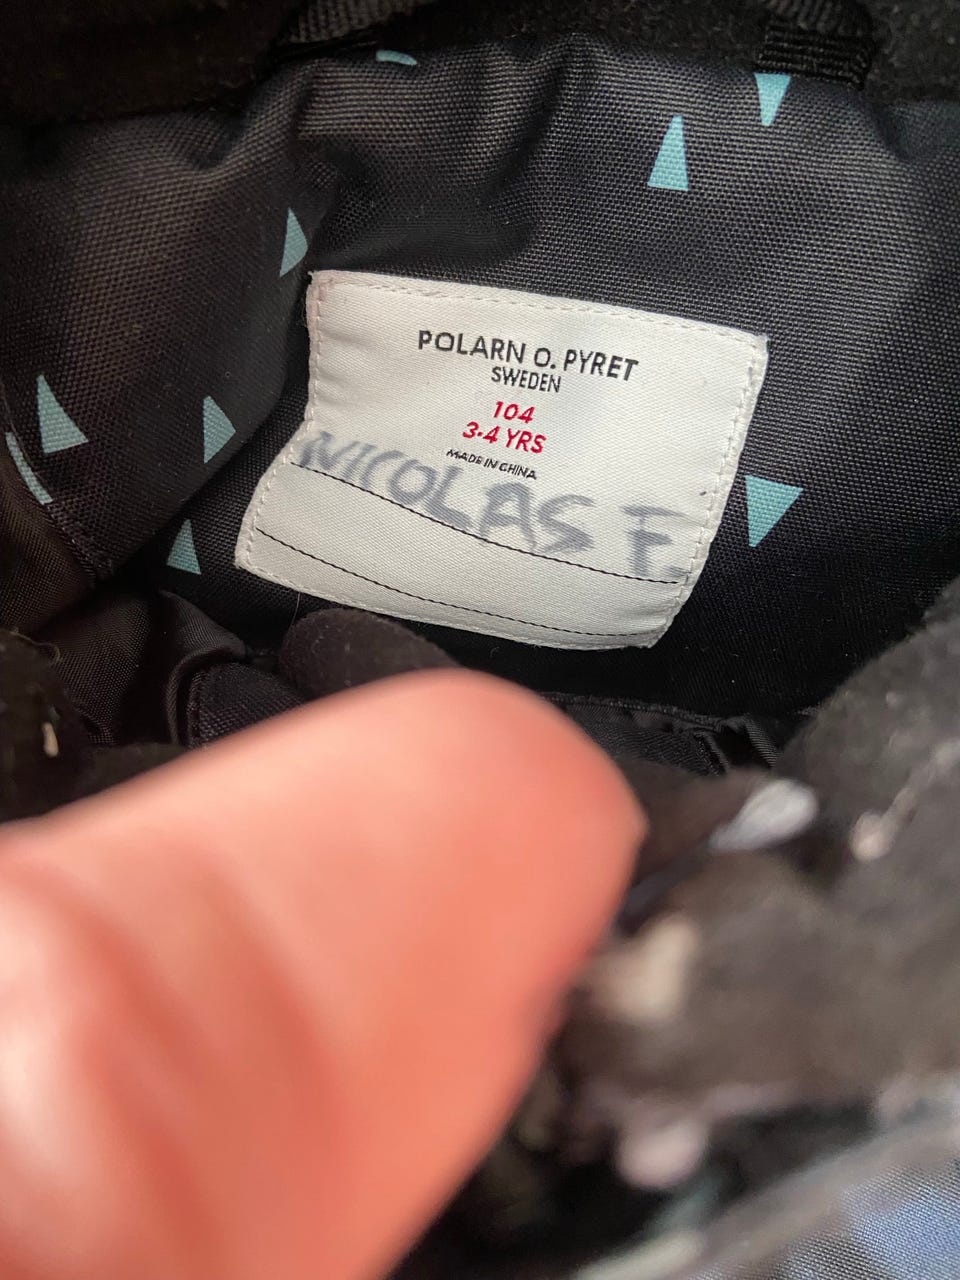 POLARN O. PYRET
SWEDEN
104
3-4 YRS
MADE IN CHINA
NICOLAS F.